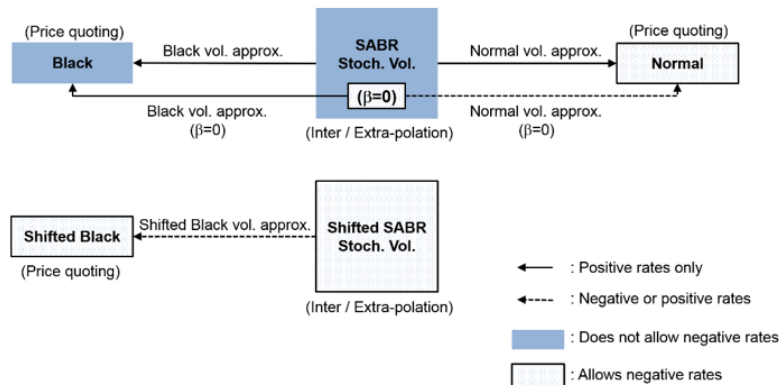 (Price quoting)
Black
Black vol. approx.
SABR
Stoch. Vol.
Normal vol. approx.
(Price quoting)
Normal
(β=0)
Black vol. approx.
(β=0)
Normal vol. approx.
(β=0)
(Inter / Extra-polation)
Shifted Black
(Price quoting)
Shifted Black vol. approx.
Shifted SABR
Stoch. Vol.
(Inter / Extra-polation)
: Positive rates only
: Negative or positive rates
: Does not allow negative rates
: Allows negative rates